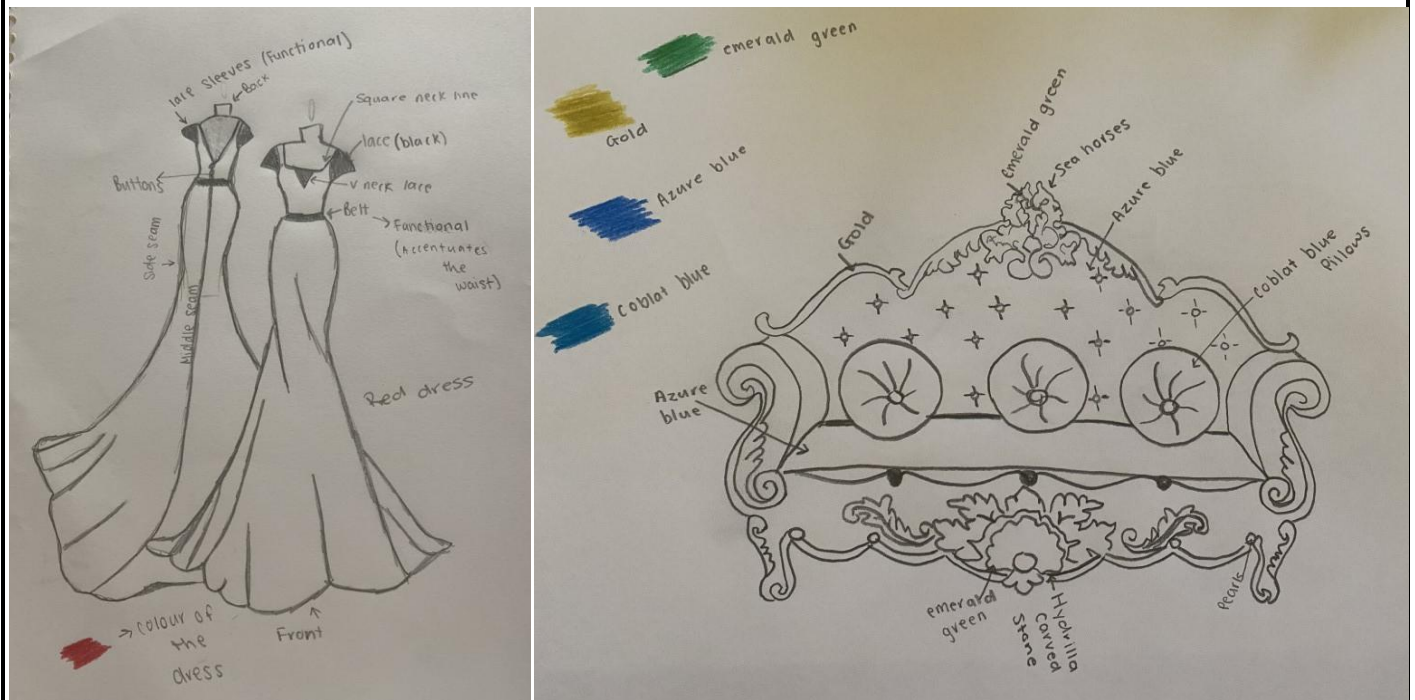 lace sleeves (Functional)
Back
Square neck line
lace (black)
V neck lace
Buttons
Belt
Functional
(Accentuates
the
waist)
Side seam
Middle seam
Red dress
colour of
the
dress
Front
emerald green
Gold
Azure blue
Coblat blue
emerald green
Sea horses
Azure blue
Gold
Coblat blue
Pillows
Azure
blue
emerald
green
Hydrilla
Carved
Stone
Pearls